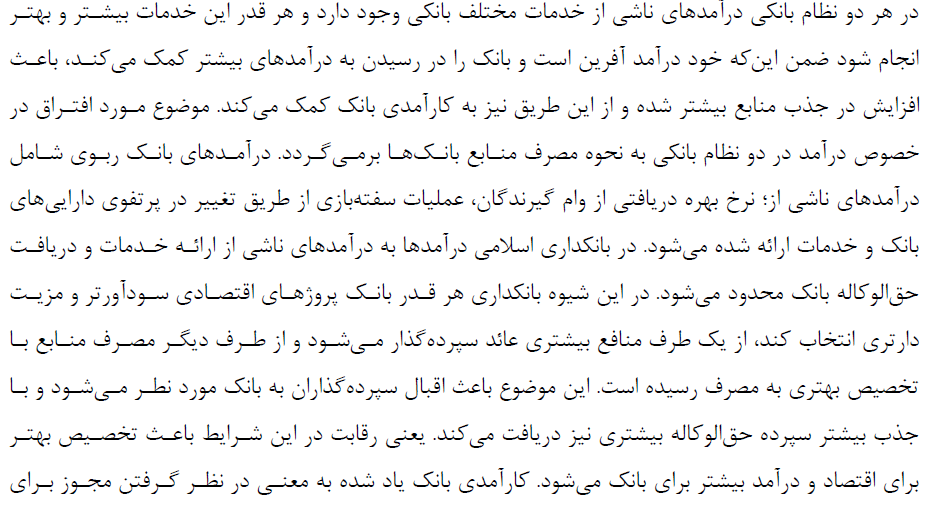 در هر دو نظام بانکی درآمدهای ناشی از خدمات مختلف بانکی وجود دارد و هر قدر این خدمات بیشتر و بهتر
انجام شود ضمن این‌که خود درآمد آفرین است و بانک را در رسیدن به درآمدهای بیشتر کمک می‌کند، باعث
افزایش در جذب منابع بیشتر شده و از این طریق نیز به کارآمدی بانک کمک می‌کند. موضوع مورد افتراق در
خصوص درآمد در دو نظام بانکی به نحوه مصرف منابع بانک‌ها برمی‌گردد. درآمدهای بانک ربوی شامل
درآمدهای ناشی از؛ نرخ بهره دریافتی از وام گیرندگان، عملیات سفته‌بازی از طریق تغییر در پرتفوی دارایی‌های
بانک و خدمات ارائه شده می‌شود. در بانکداری اسلامی درآمدها به درآمدهای ناشی از ارائه خدمات و دریافت
حق‌الوکاله بانک محدود می‌شود. در این شیوه بانکداری هر قدر بانک پروژهای اقتصادی سودآورتر و مزیت
دارتری انتخاب کند، از یک طرف منافع بیشتری عائد سپرده‌گذار می‌شود و از طرف دیگر مصرف منابع با
تخصیص بهتری به مصرف رسیده است. این موضوع باعث اقبال سپرده‌گذاران به بانک مورد نظر می‌شود و با
جذب بیشتر سپرده حق‌الوکاله بیشتری نیز دریافت می‌کند. یعنی رقابت در این شرایط باعث تخصیص بهتر
برای اقتصاد و درآمد بیشتر برای بانک می‌شود. کارآمدی بانک یاد شده به معنی در نظر گرفتن مجوز برای